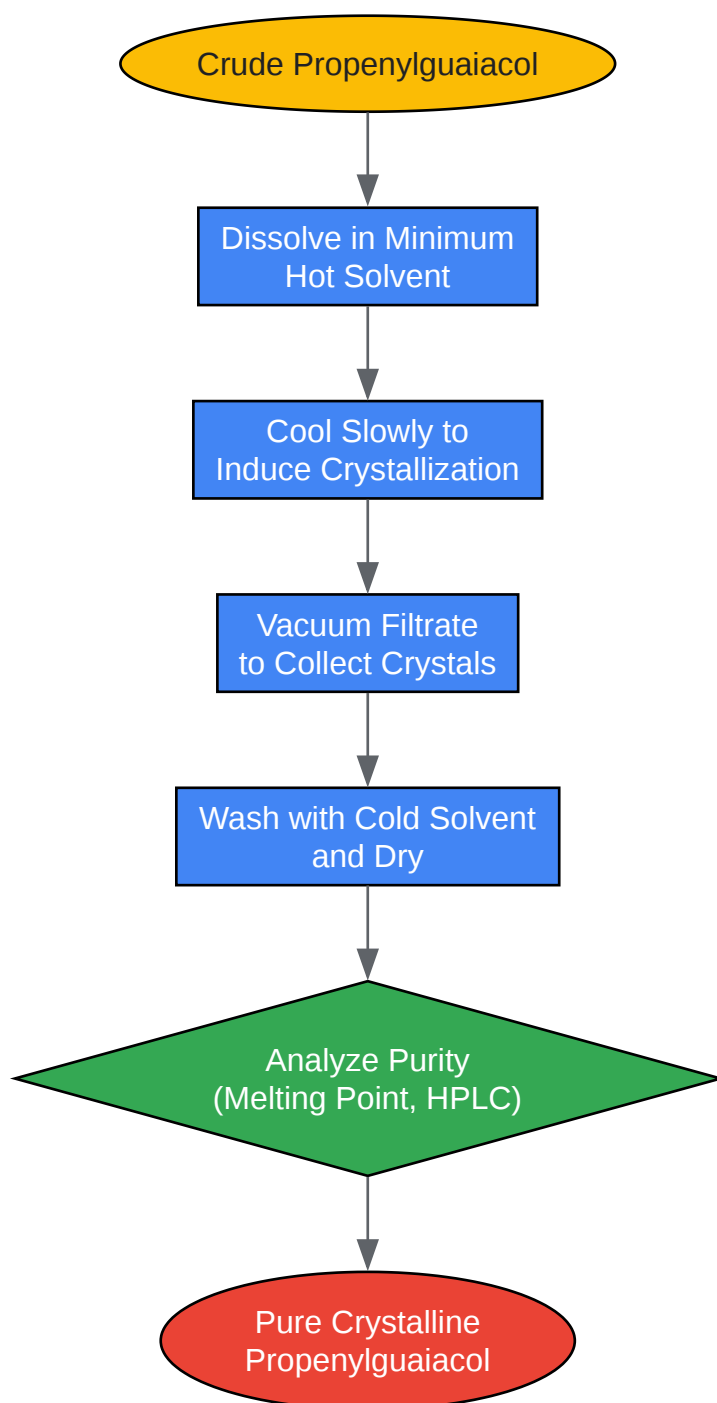 Crude Propenylguaiacol
Dissolve in Minimum
Hot Solvent
Cool Slowly to
Induce Crystallization
Vacuum Filtrate
to Collect Crystals
Wash with Cold Solvent
and Dry
Analyze Purity
(Melting Point, HPLC)
Pure Crystalline
Propenylguaiacol